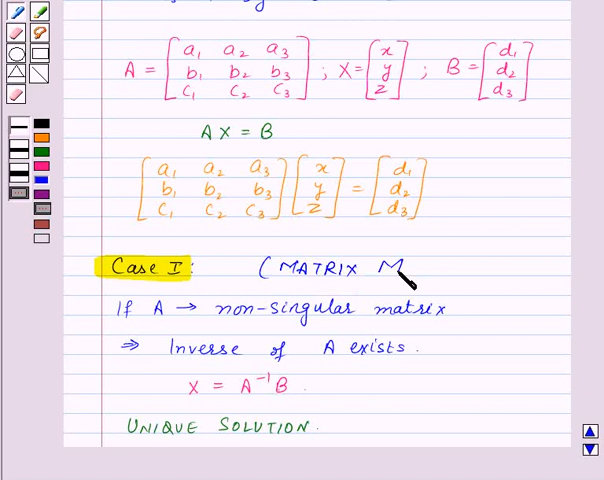 A = [ a₁ a₂ a₃ ; X = [ x ; B = [ d₁
b₁ b₂ b₃ y d₂
c₁ c₂ c₃ ] z ] d₃ ]
AX = B
[ a₁ a₂ a₃ [ x = [ d₁
b₁ b₂ b₃ y d₂
c₁ c₂ c₃ ] z ] d₃ ]
Case I : ( MATRIX M
If A → non-singular matrix
⇒ Inverse of A exists.
X = A⁻¹B.
UNIQUE SOLUTION.